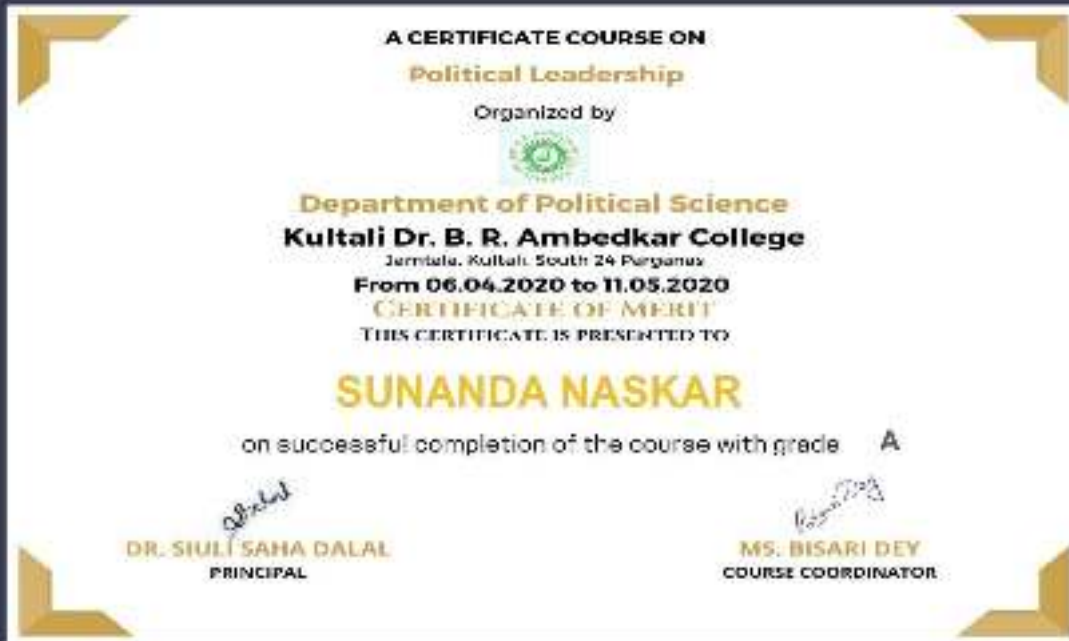 A CERTIFICATE COURSE ON
Political Leadership
Organized by
Department of Political Science
Kultali Dr. B. R. Ambedkar College
Jamtala, Kultali, South 24 Parganas
From 06.04.2020 to 11.05.2020
CERTIFICATE OF MERIT
THIS CERTIFICATE IS PRESENTED TO
SUNANDA NASKAR
on successful completion of the course with grade A
DR. SIULI SAHA DALAL
PRINCIPAL
MS. BISARI DEY
COURSE COORDINATOR